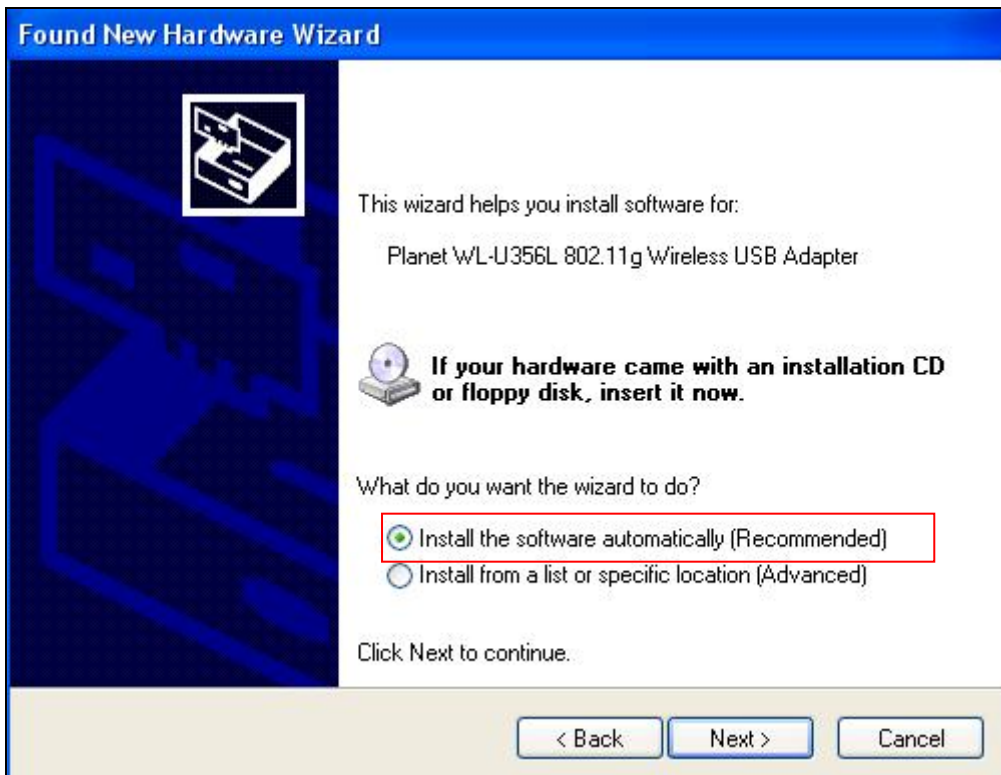 Found New Hardware Wizard
This wizard helps you install software for:
Planet WL-U356L 802.11g Wireless USB Adapter
If your hardware came with an installation CD
or floppy disk, insert it now.
What do you want the wizard to do?
Install the software automatically (Recommended)
Install from a list or specific location (Advanced)
Click Next to continue.
< Back
Next >
Cancel